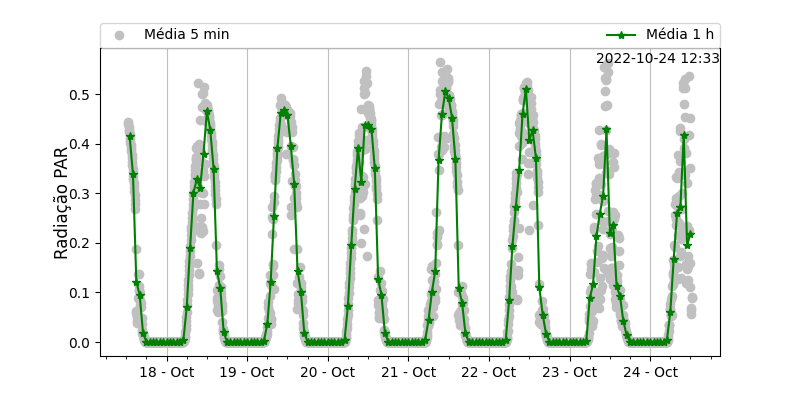 Média 5 min
Média 1 h
2022-10-24 12:33
Radiação PAR
0.5
0.4
0.3
0.2
0.1
0.0
18 - Oct
19 - Oct
20 - Oct
21 - Oct
22 - Oct
23 - Oct
24 - Oct